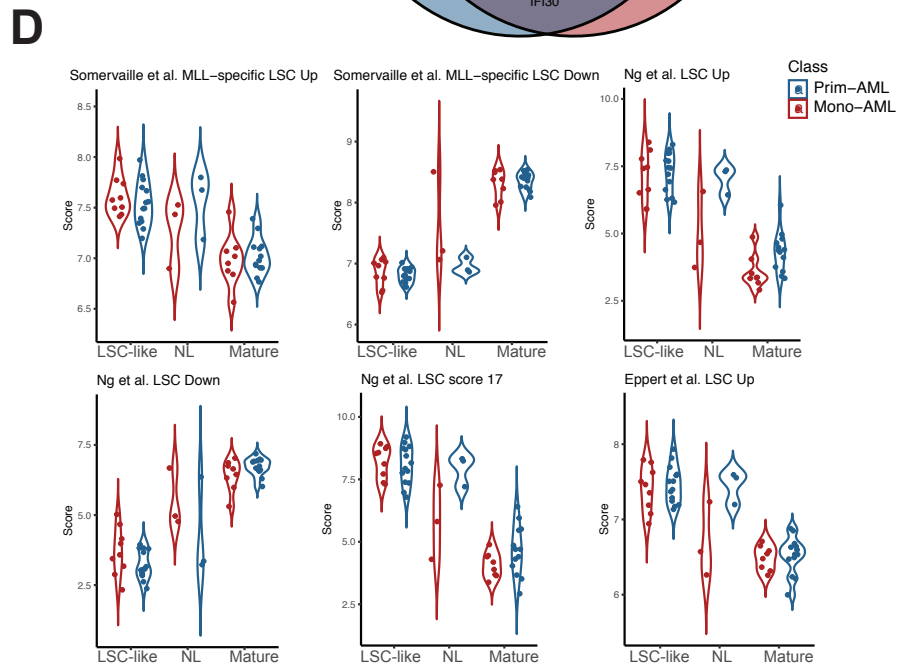 IFI30
D
Somervaille et al. MLL−specific LSC Up
Somervaille et al. MLL−specific LSC Down
Ng et al. LSC Up
Class
Prim−AML
Mono−AML
Score
8.5
8.0
7.5
7.0
6.5
LSC-like NL Mature
Score
9
8
7
6
LSC-like NL Mature
Score
10.0
7.5
5.0
2.5
LSC-like NL Mature
Ng et al. LSC Down
Ng et al. LSC score 17
Eppert et al. LSC Up
Score
7.5
5.0
2.5
LSC-like NL Mature
Score
10.0
7.5
5.0
2.5
LSC-like NL Mature
Score
8
7
6
LSC-like NL Mature